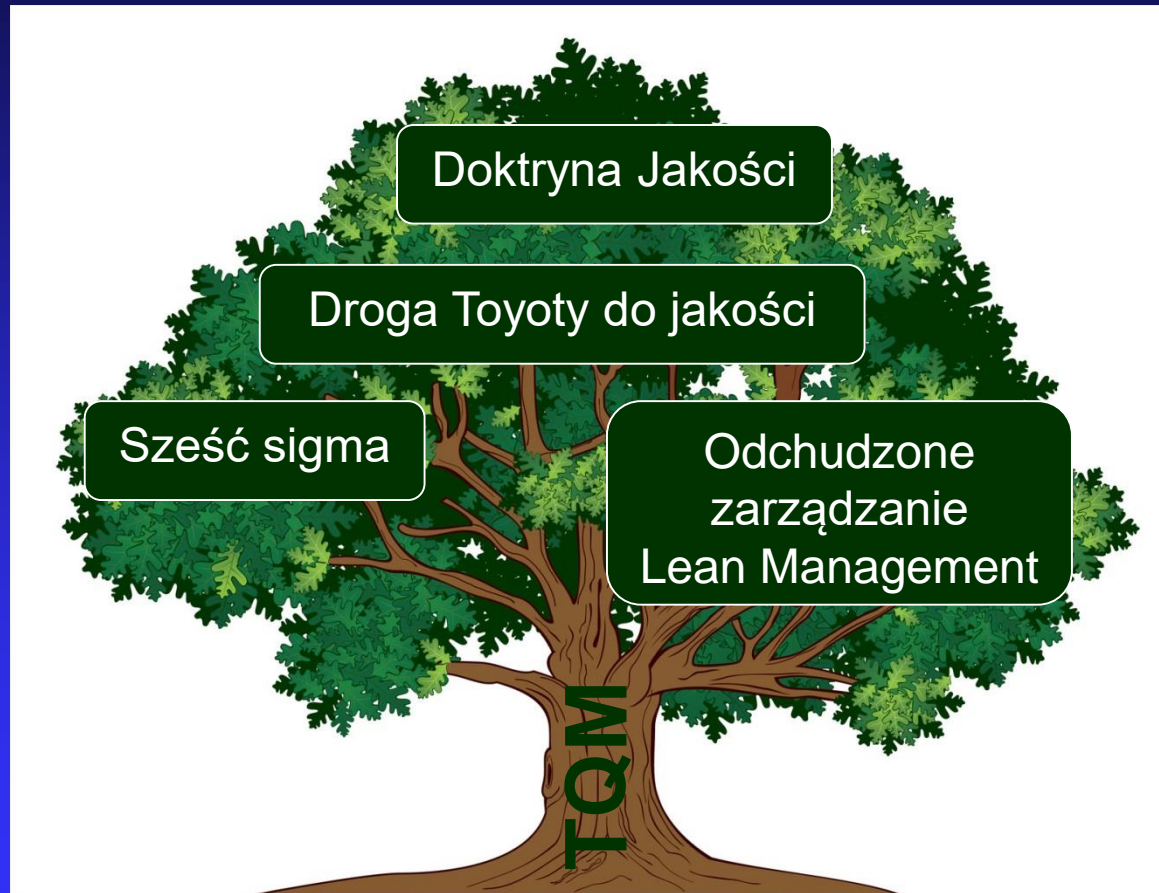 Doktryna Jakości
Droga Toyoty do jakości
Sześć sigma
Odchudzone
zarządzanie
Lean Management
TQM